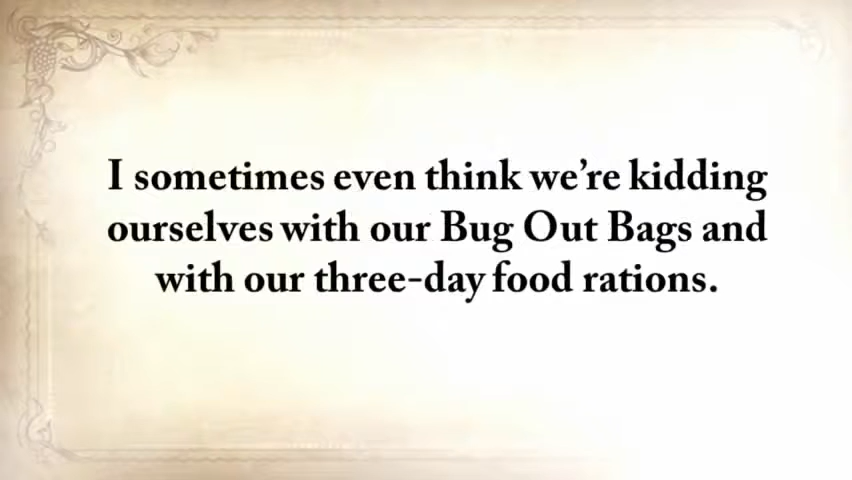 I sometimes even think we’re kidding
ourselves with our Bug Out Bags and
with our three-day food rations.